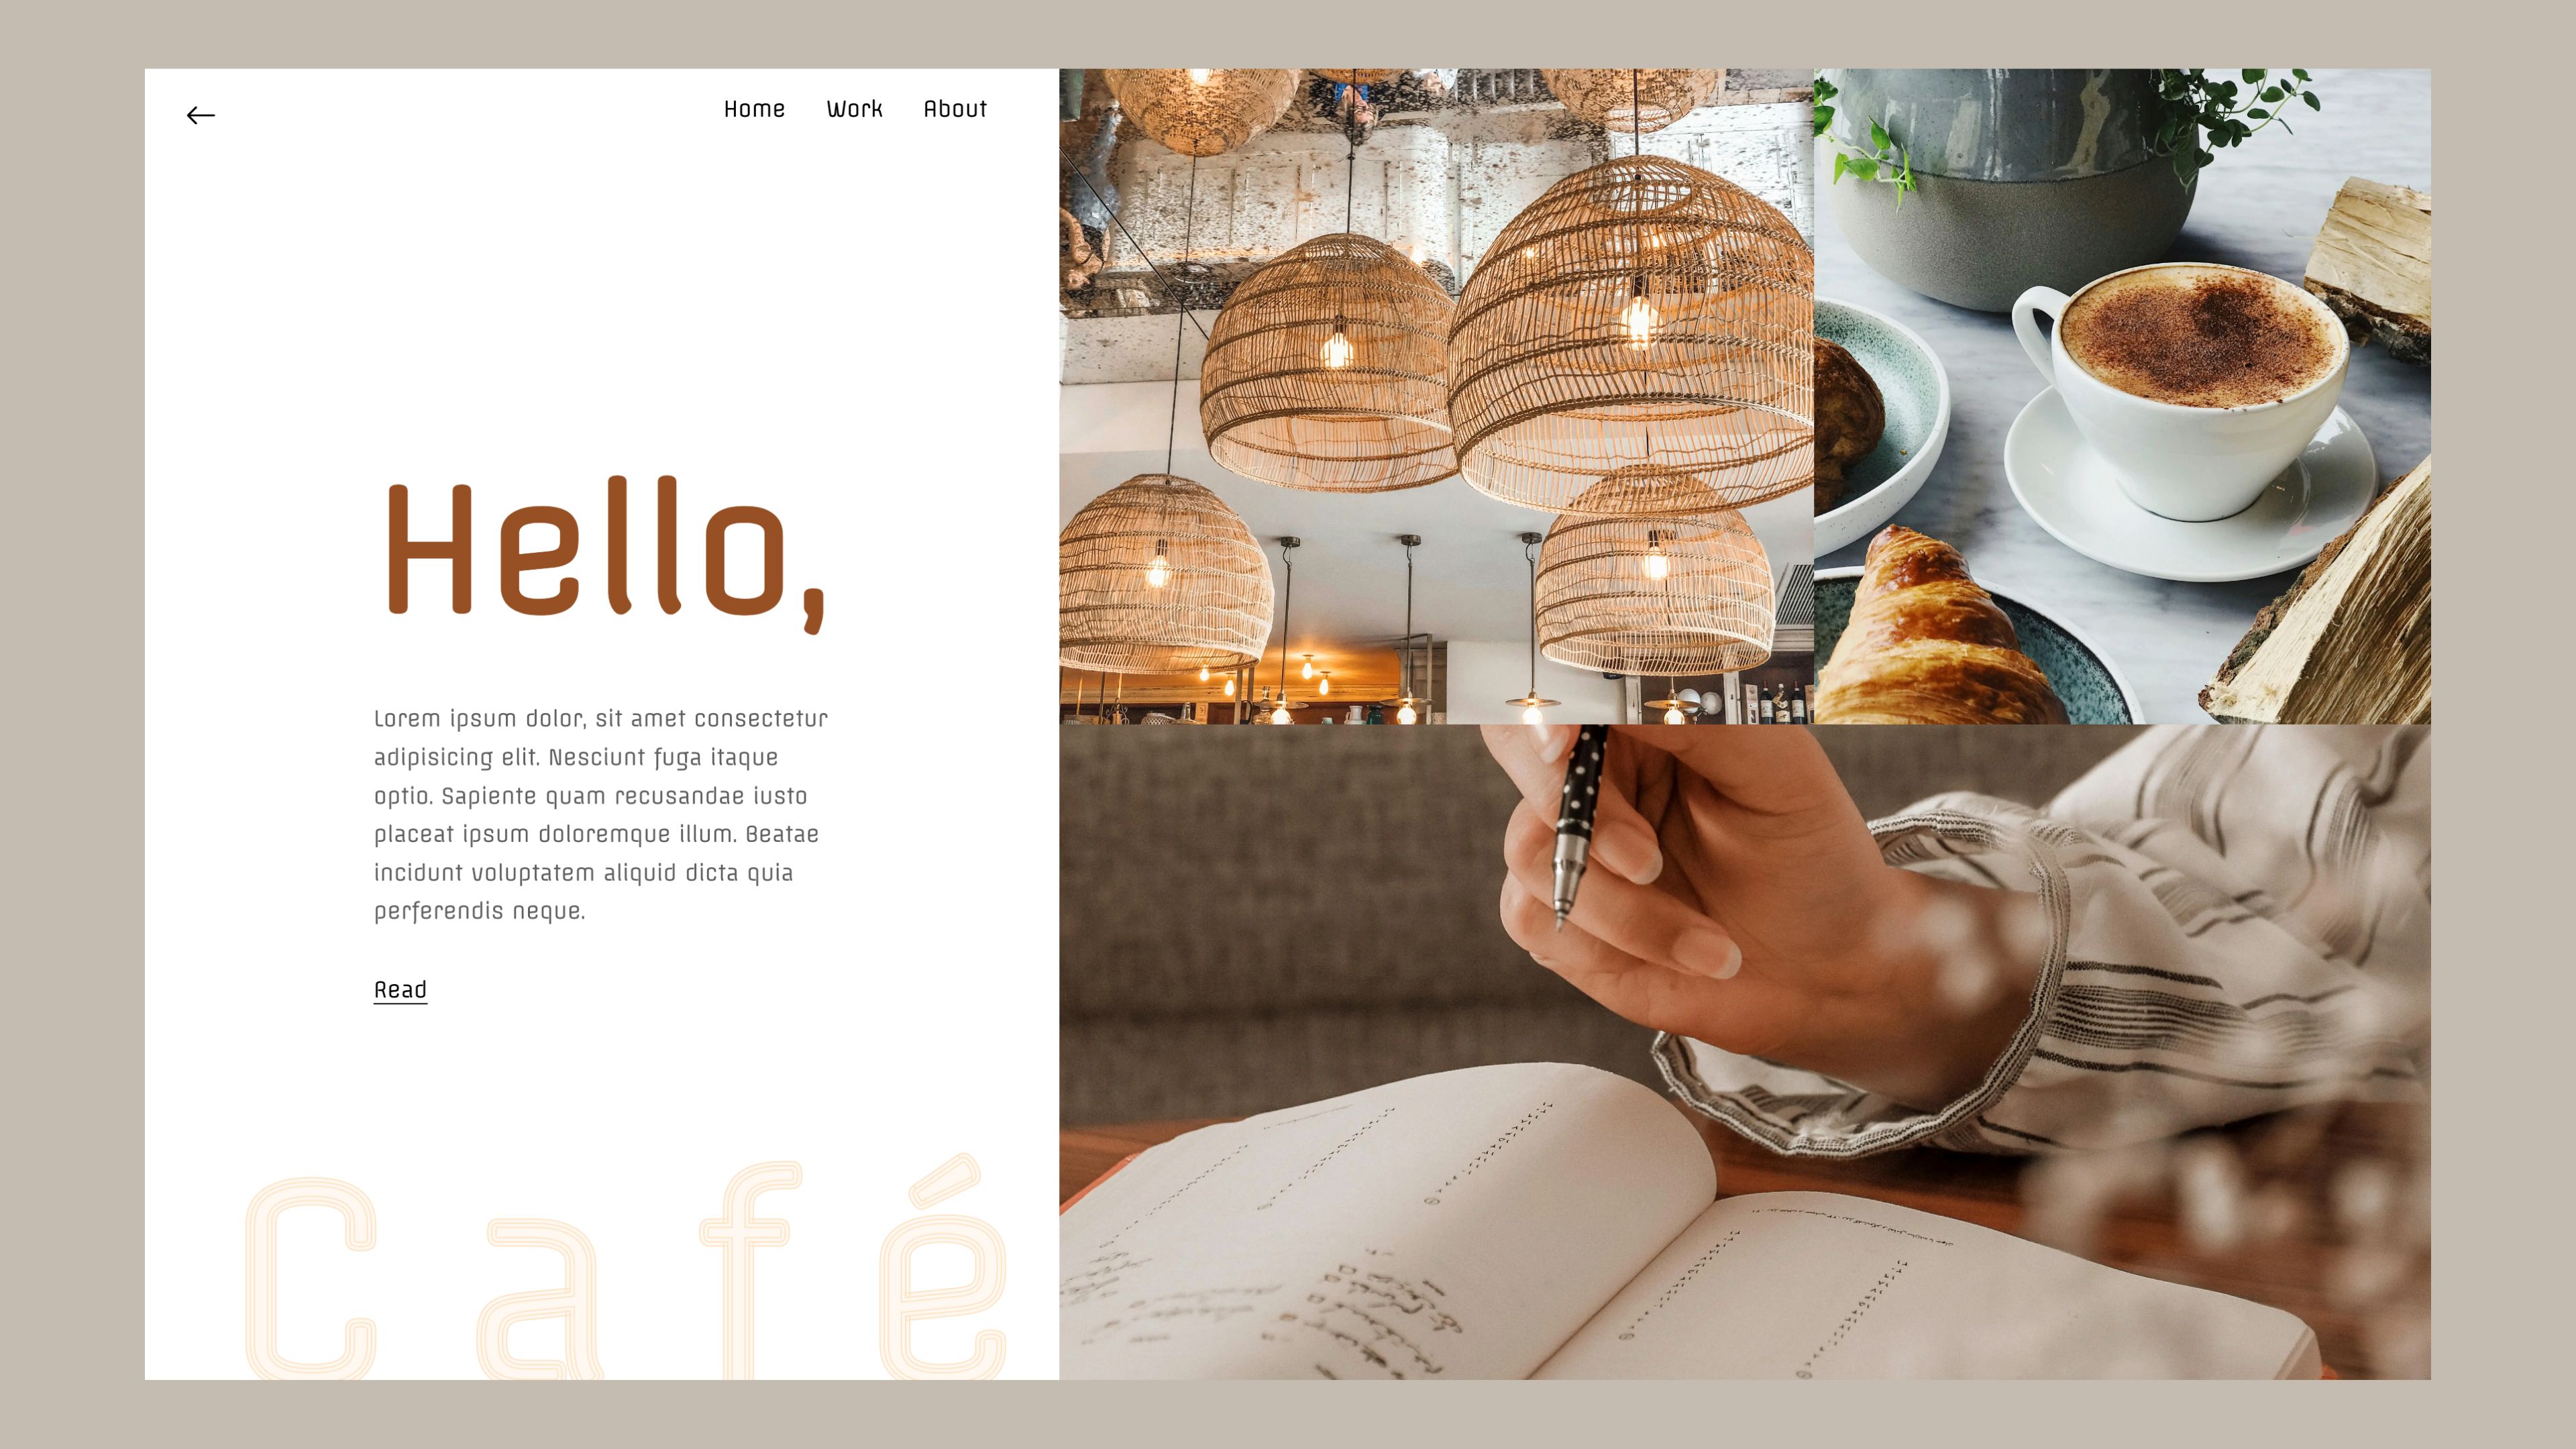 Home Work About
Hello,
Lorem ipsum dolor, sit amet consectetur
adipisicing elit. Nesciunt fuga itaque
optio. Sapiente quam recusandae iusto
placeat ipsum doloremque illum. Beatae
incidunt voluptatem aliquid dicta quia
perferendis neque.
Read
Café